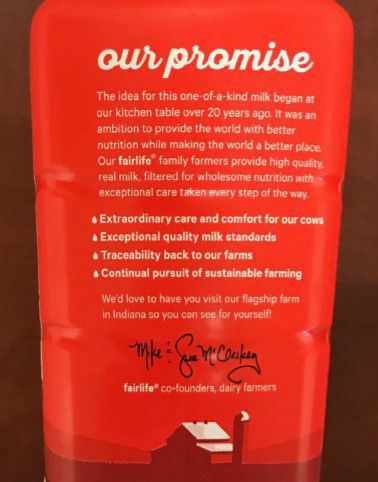 our promise
The idea for this one-of-a-kind milk began at
our kitchen table over 20 years ago. It was an
ambition to provide the world with better
nutrition while making the world a better place.
Our fairlife® family farmers provide high quality,
real milk, filtered for wholesome nutrition with
exceptional care taken every step of the way.
Extraordinary care and comfort for our cows
Exceptional quality milk standards
Traceability back to our farms
Continual pursuit of sustainable farming
We'd love to have you visit our flagship farm
in Indiana so you can see for yourself!
Mike & Sue McCloskey
fairlife® co-founders, dairy farmers